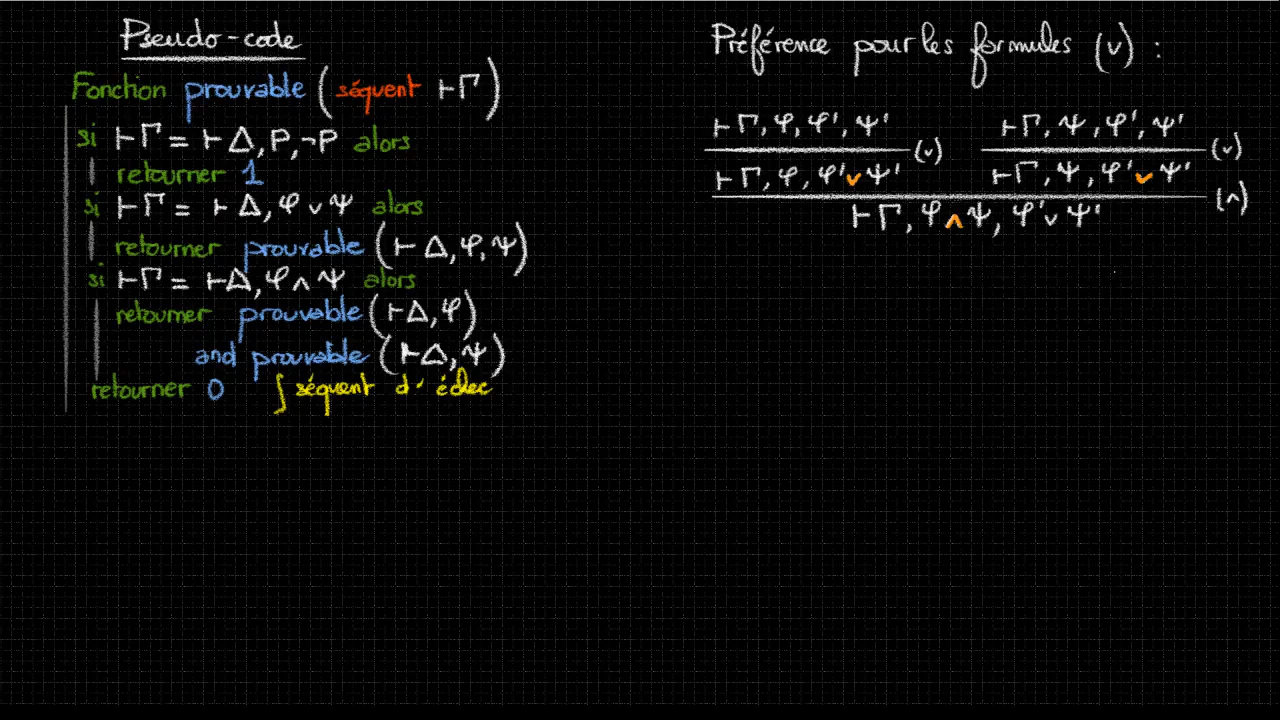 Pseudo-code
Fonction prouvable (séquent ⊢Γ)
si ⊢Γ = ⊢Δ, P, ¬P alors
retourner 1
si ⊢Γ = ⊢Δ, φ ∨ ψ alors
retourner prouvable (⊢Δ, φ, ψ)
si ⊢Γ = ⊢Δ, φ ∧ ψ alors
retourner prouvable (⊢Δ, φ)
and prouvable (⊢Δ, ψ)
retourner 0 ∫ séquent d'échec
Préférence pour les formules (∨) :
⊢Γ, φ, φ', ψ' ⊢Γ, ψ, φ', ψ'
(∨) (∨)
⊢Γ, φ, φ' ∨ ψ' ⊢Γ, ψ, φ' ∨ ψ'
(∧)
⊢Γ, φ ∧ ψ, φ' ∨ ψ'